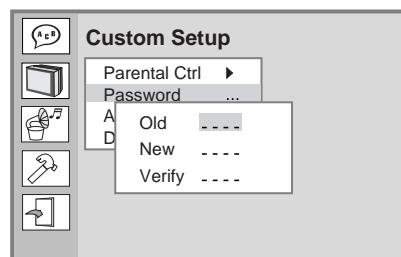 A B C
Custom Setup
Parental Ctrl ▶
Password ...
A
D
Old _ _ _ _
New _ _ _ _
Verify _ _ _ _